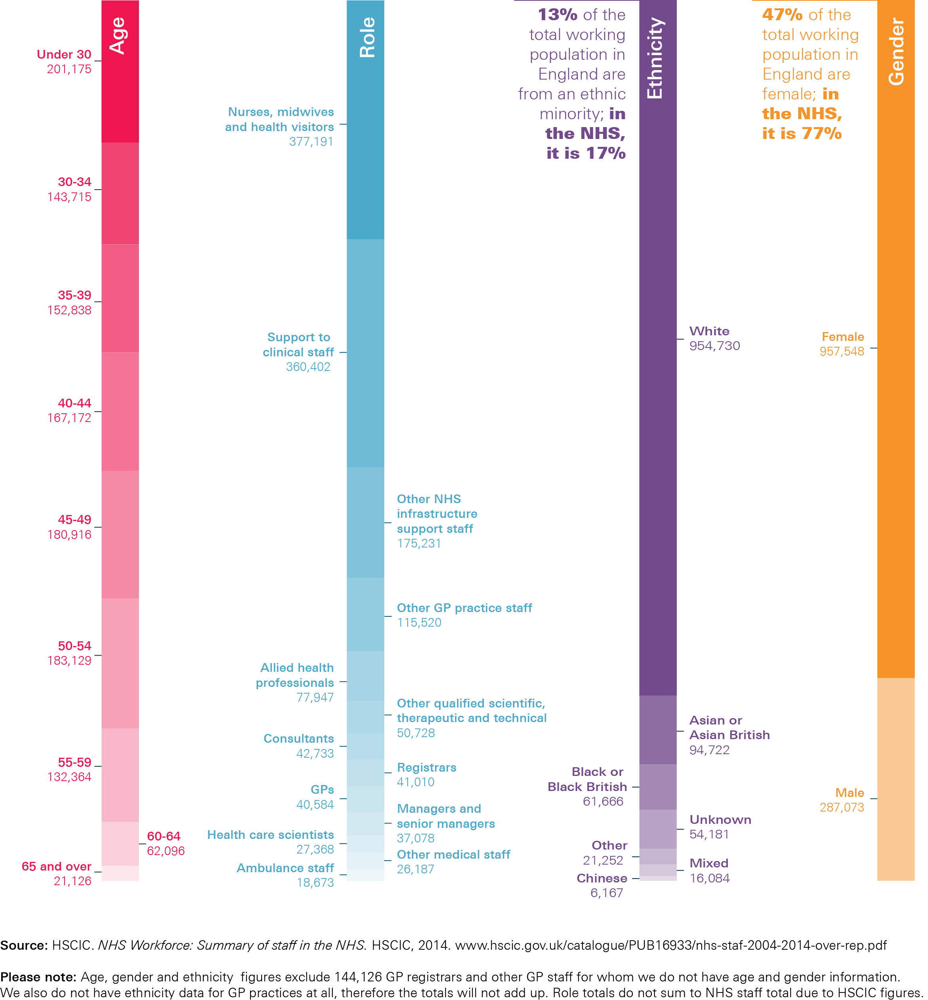 Age
Under 30
201,175
30-34
143,715
35-39
152,838
40-44
167,172
45-49
180,916
50-54
183,129
55-59
132,364
60-64
62,096
65 and over
21,126
Role
Nurses, midwives
and health visitors
377,191
Support to
clinical staff
360,402
Other NHS
infrastructure
support staff
175,231
Other GP practice staff
115,520
Allied health
professionals
77,947
Other qualified scientific,
therapeutic and technical
50,728
Consultants
42,733
Registrars
41,010
GPs
40,584
Managers and
senior managers
37,078
Health care scientists
27,368
Other medical staff
26,187
Ambulance staff
18,673
13% of the
total working
population in
England are
from an ethnic
minority; in
the NHS,
it is 17%
Ethnicity
White
954,730
Asian or
Asian British
94,722
Black or
Black British
61,666
Unknown
54,181
Other
21,252
Mixed
16,084
Chinese
6,167
47% of the
total working
population in
England are
female; in
the NHS,
it is 77%
Gender
Female
957,548
Male
287,073
Source: HSCIC. NHS Workforce: Summary of staff in the NHS. HSCIC, 2014. www.hscic.gov.uk/catalogue/PUB16933/nhs-staf-2004-2014-over-rep.pdf
Please note: Age, gender and ethnicity figures exclude 144,126 GP registrars and other GP staff for whom we do not have age and gender information.
We also do not have ethnicity data for GP practices at all, therefore the totals will not add up. Role totals do not sum to NHS staff total due to HSCIC figures.